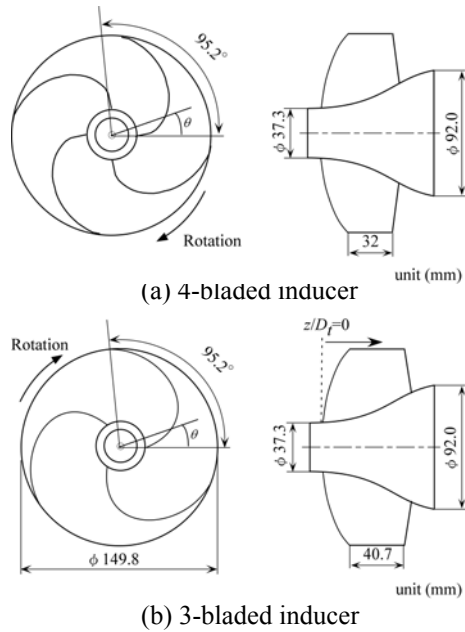 95.2°
θ
Rotation
ϕ 37.3
ϕ 92.0
32
unit (mm)
(a) 4-bladed inducer
Rotation
95.2°
θ
ϕ 149.8
z/Dt=0
ϕ 37.3
ϕ 92.0
40.7
unit (mm)
(b) 3-bladed inducer